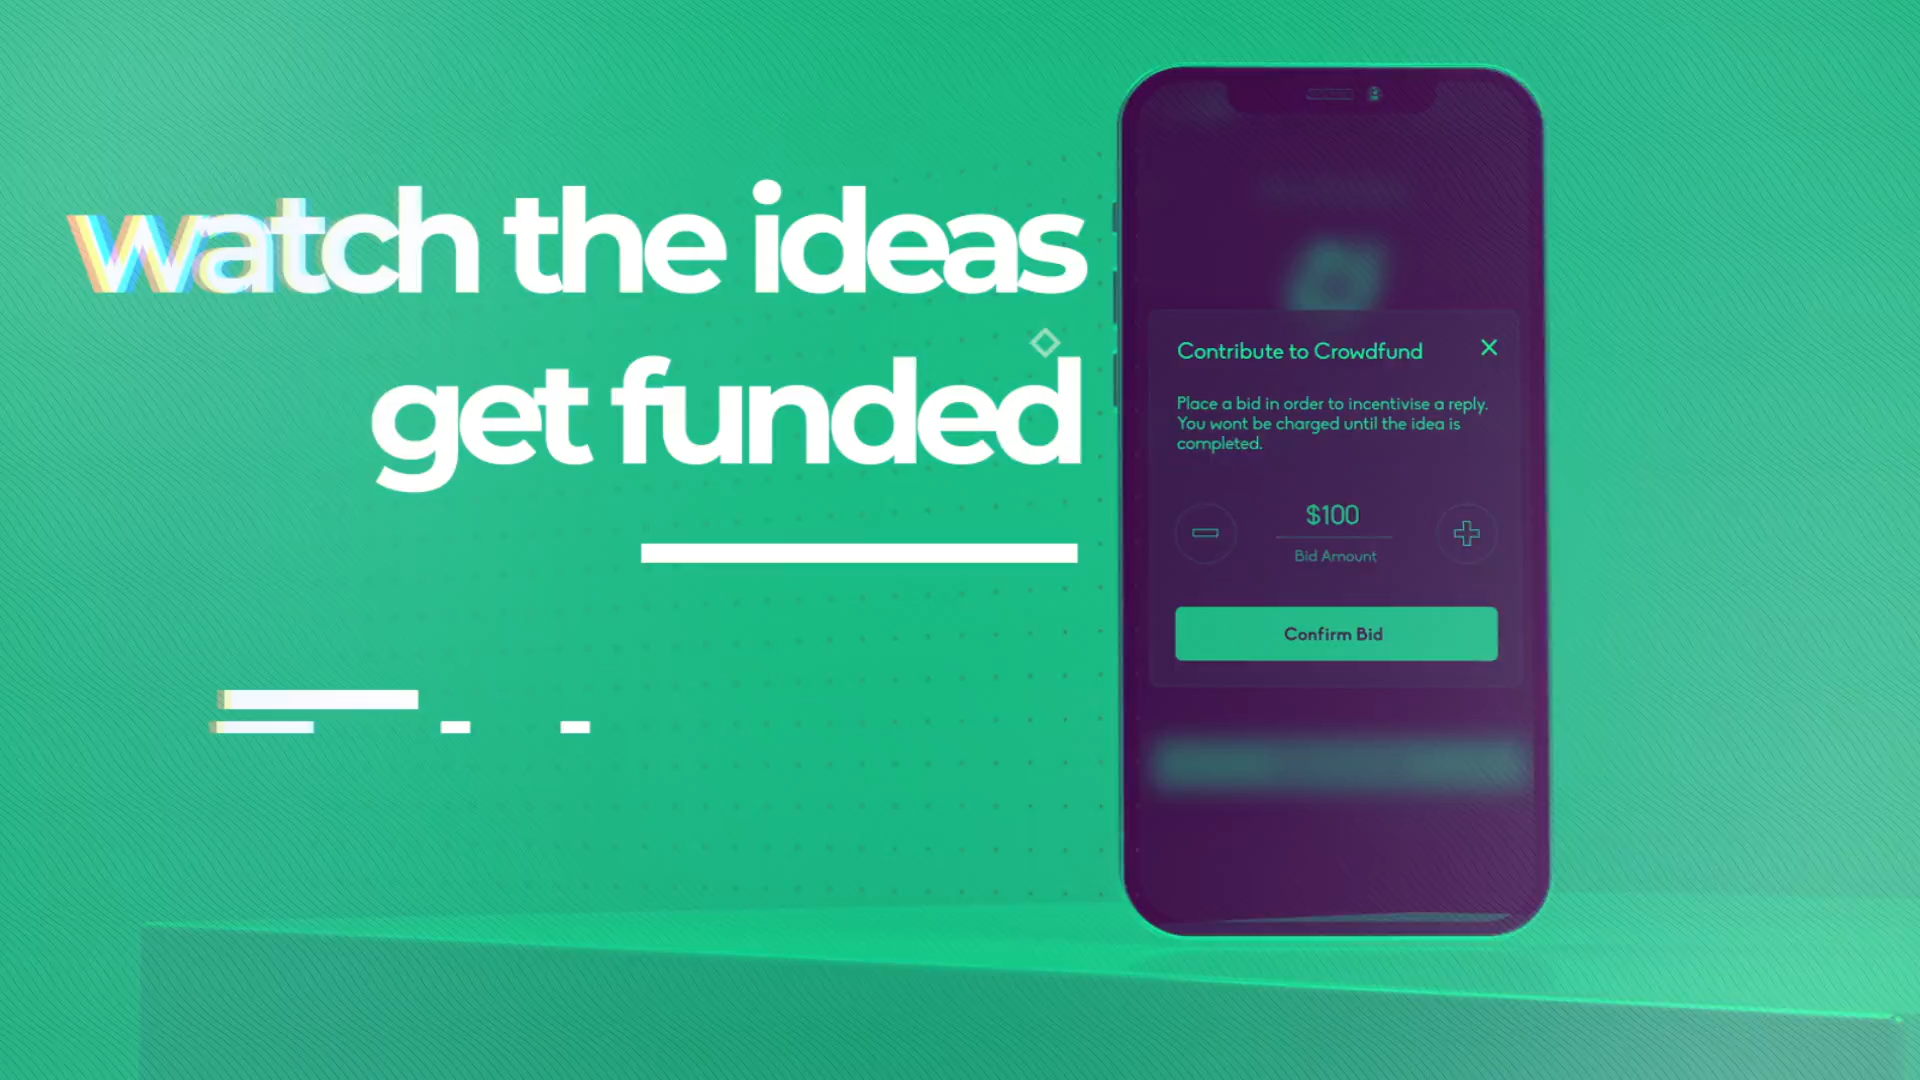 watch the ideas
get funded
Contribute to Crowdfund
Place a bid in order to incentivise a reply.
You wont be charged until the idea is
completed.
$100
Bid Amount
Confirm Bid